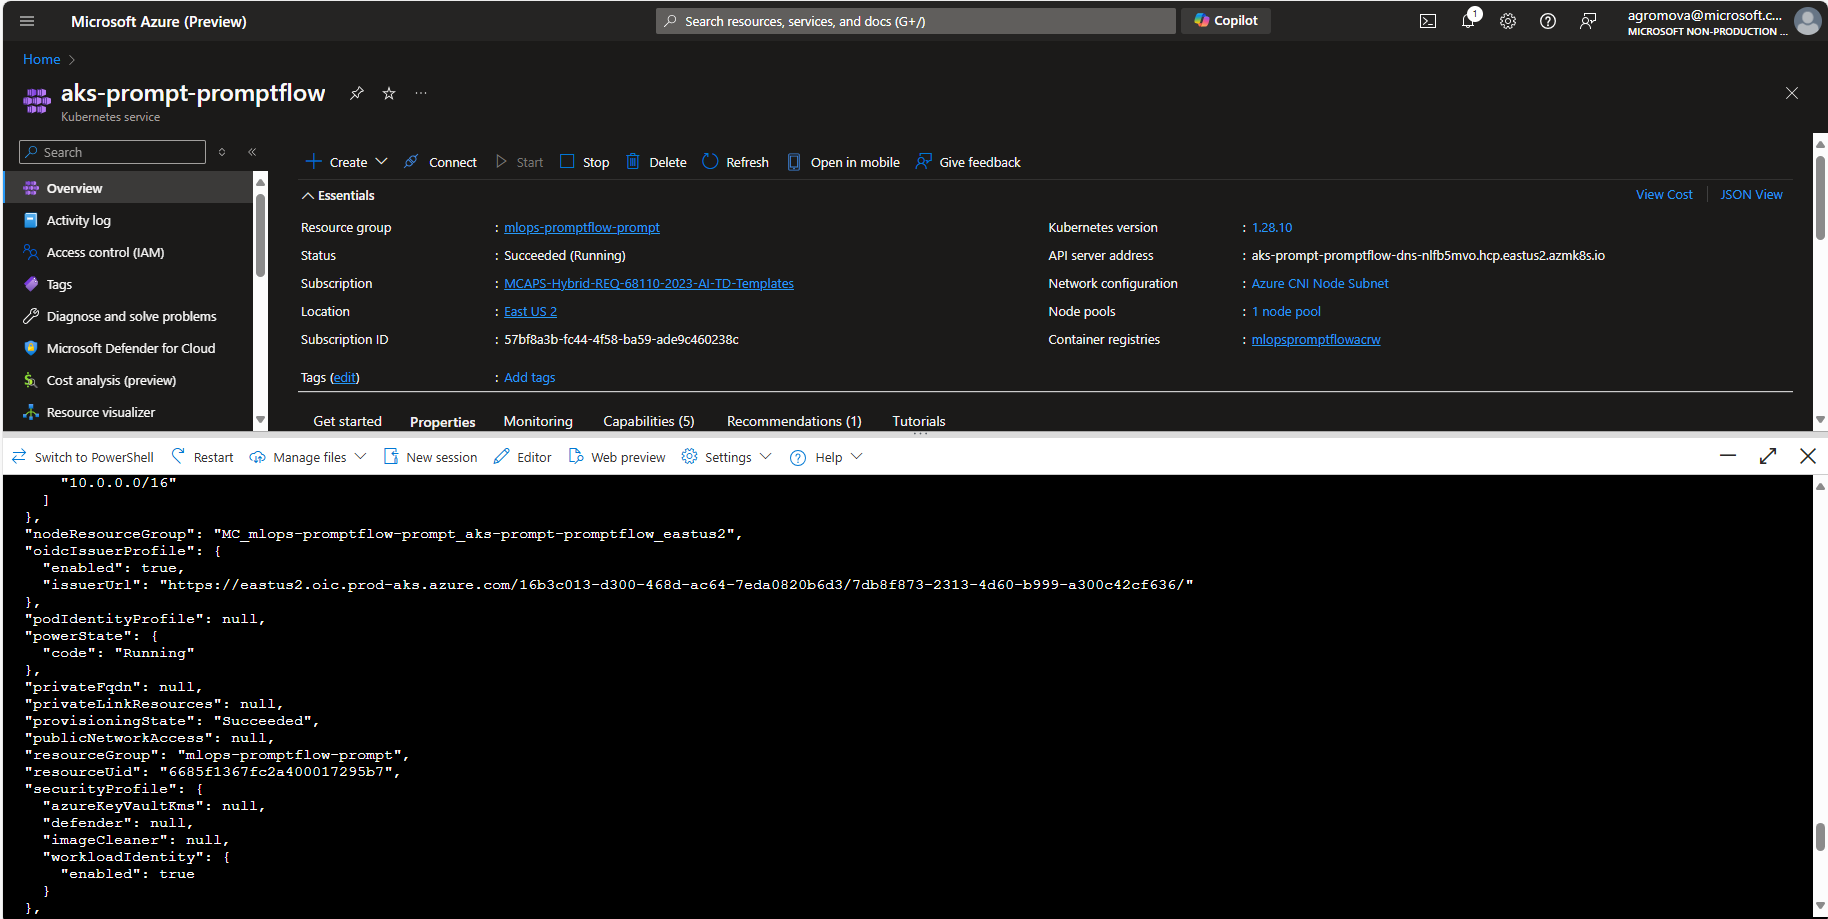 Microsoft Azure (Preview)
Search resources, services, and docs (G+/)
Copilot
1
agromova@microsoft.c...
MICROSOFT NON-PRODUCTION ...
Home
aks-prompt-promptflow
...
Kubernetes service
Search
Create
Connect
Start
Stop
Delete
Refresh
Open in mobile
Give feedback
Overview
Activity log
Access control (IAM)
Tags
Diagnose and solve problems
Microsoft Defender for Cloud
Cost analysis (preview)
Resource visualizer
Essentials
View Cost
JSON View
Resource group : mlops-promptflow-prompt
Status : Succeeded (Running)
Subscription : MCAPS-Hybrid-REQ-68110-2023-AI-TD-Templates
Location : East US 2
Subscription ID : 57bf8a3b-fc44-4f58-ba59-ade9c460238c
Kubernetes version : 1.28.10
API server address : aks-prompt-promptflow-dns-nlfb5mvo.hcp.eastus2.azmk8s.io
Network configuration : Azure CNI Node Subnet
Node pools : 1 node pool
Container registries : mlopspromptflowacrw
Tags (edit) : Add tags
Get started
Properties
Monitoring
Capabilities (5)
Recommendations (1)
Tutorials
Switch to PowerShell
Restart
Manage files
New session
Editor
Web preview
Settings
Help
"10.0.0.0/16"
]
},
"nodeResourceGroup": "MC_mlops-promptflow-prompt_aks-prompt-promptflow_eastus2",
"oidcIssuerProfile": {
"enabled": true,
"issuerUrl": "https://eastus2.oic.prod-aks.azure.com/16b3c013-d300-468d-ac64-7eda0820b6d3/7db8f873-2313-4d60-b999-a300c42cf636/"
},
"podIdentityProfile": null,
"powerState": {
"code": "Running"
},
"privateFqdn": null,
"privateLinkResources": null,
"provisioningState": "Succeeded",
"publicNetworkAccess": null,
"resourceGroup": "mlops-promptflow-prompt",
"resourceUid": "6685f1367fc2a400017295b7",
"securityProfile": {
"azureKeyVaultKms": null,
"defender": null,
"imageCleaner": null,
"workloadIdentity": {
"enabled": true
}
},